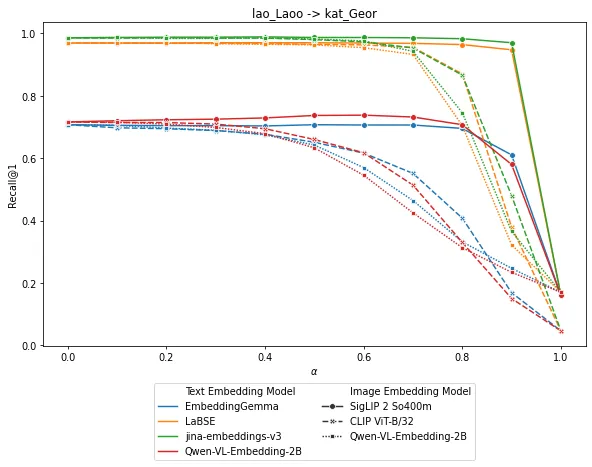 lao_Laoo -> kat_Geor
1.0
0.8
0.6
0.4
0.2
0.0
Recall@1
0.0 0.2 0.4 0.6 0.8 1.0
α
Text Embedding Model
EmbeddingGemma
LaBSE
jina-embeddings-v3
Qwen-VL-Embedding-2B
Image Embedding Model
SigLIP 2 So400m
CLIP ViT-B/32
Qwen-VL-Embedding-2B